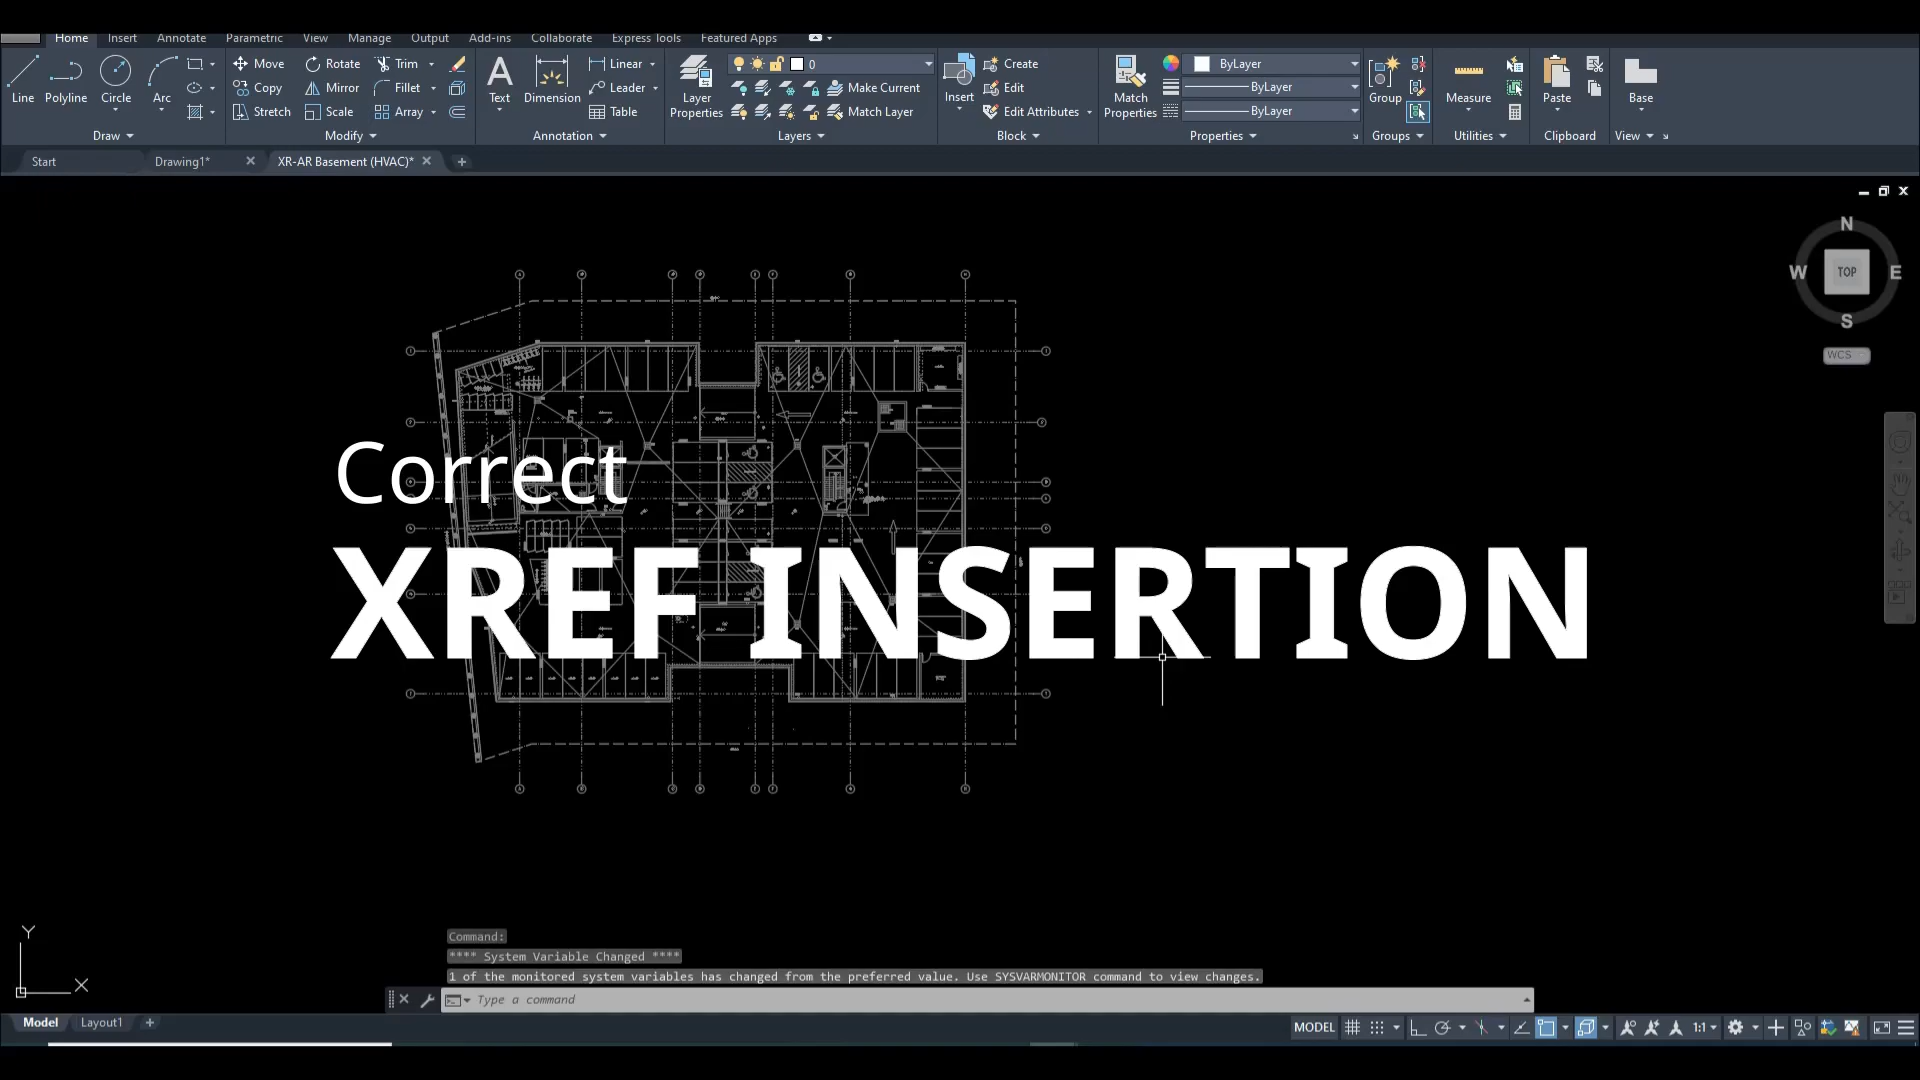 Home Insert Annotate Parametric View Manage Output Add-ins Collaborate Express Tools Featured Apps
Line Polyline Circle Arc
Move Rotate Trim
Copy Mirror Fillet
Stretch Scale Array
Text Dimension
Linear
Leader
Table
Layer Properties
0
Make Current
Match Layer
Insert
Create
Edit
Edit Attributes
Match Properties
ByLayer
ByLayer
ByLayer
Group
Measure
Paste
Base
Draw Modify Annotation Layers Block Properties Groups Utilities Clipboard View
Start Drawing1* XR-AR Basement (HVAC)*
N
W TOP E
S
WCS
Correct
XREF INSERTION
Y
X
Command:
**** System Variable Changed ****
1 of the monitored system variables has changed from the preferred value. Use SYSVARMONITOR command to view changes.
Type a command
Model Layout1
MODEL 1:1